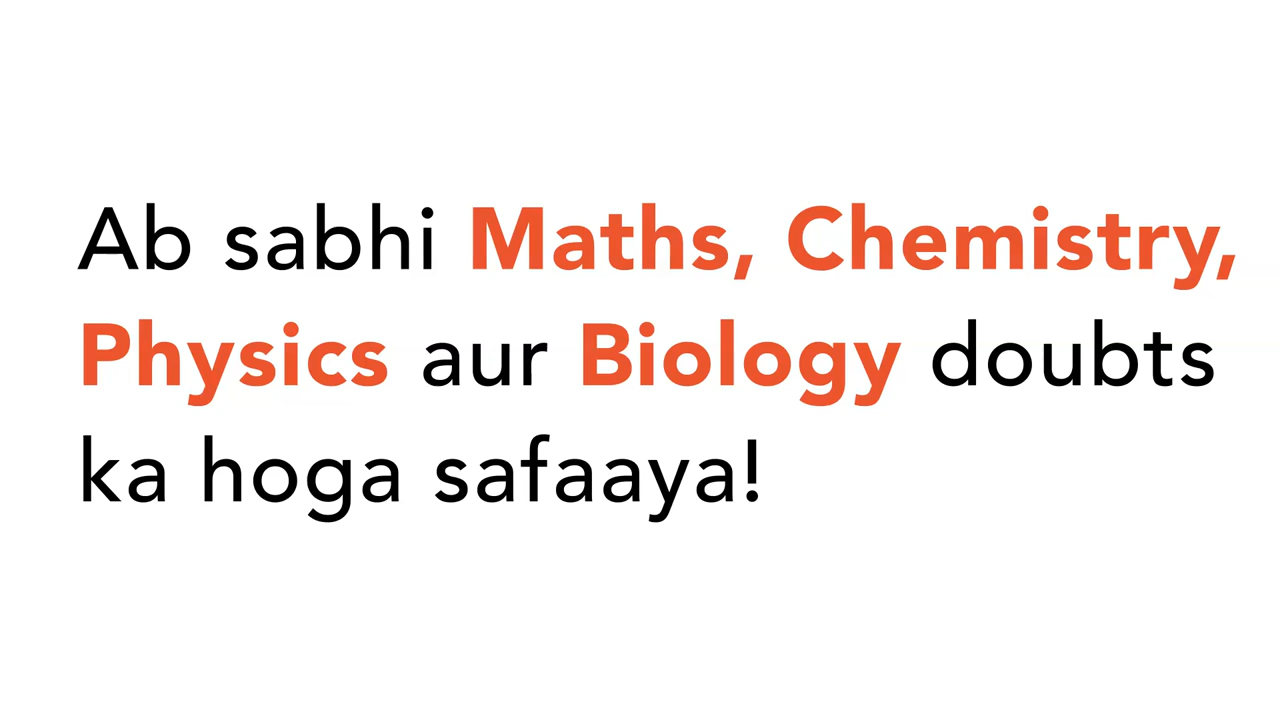 Ab sabhi Maths, Chemistry,
Physics aur Biology doubts
ka hoga safaaya!